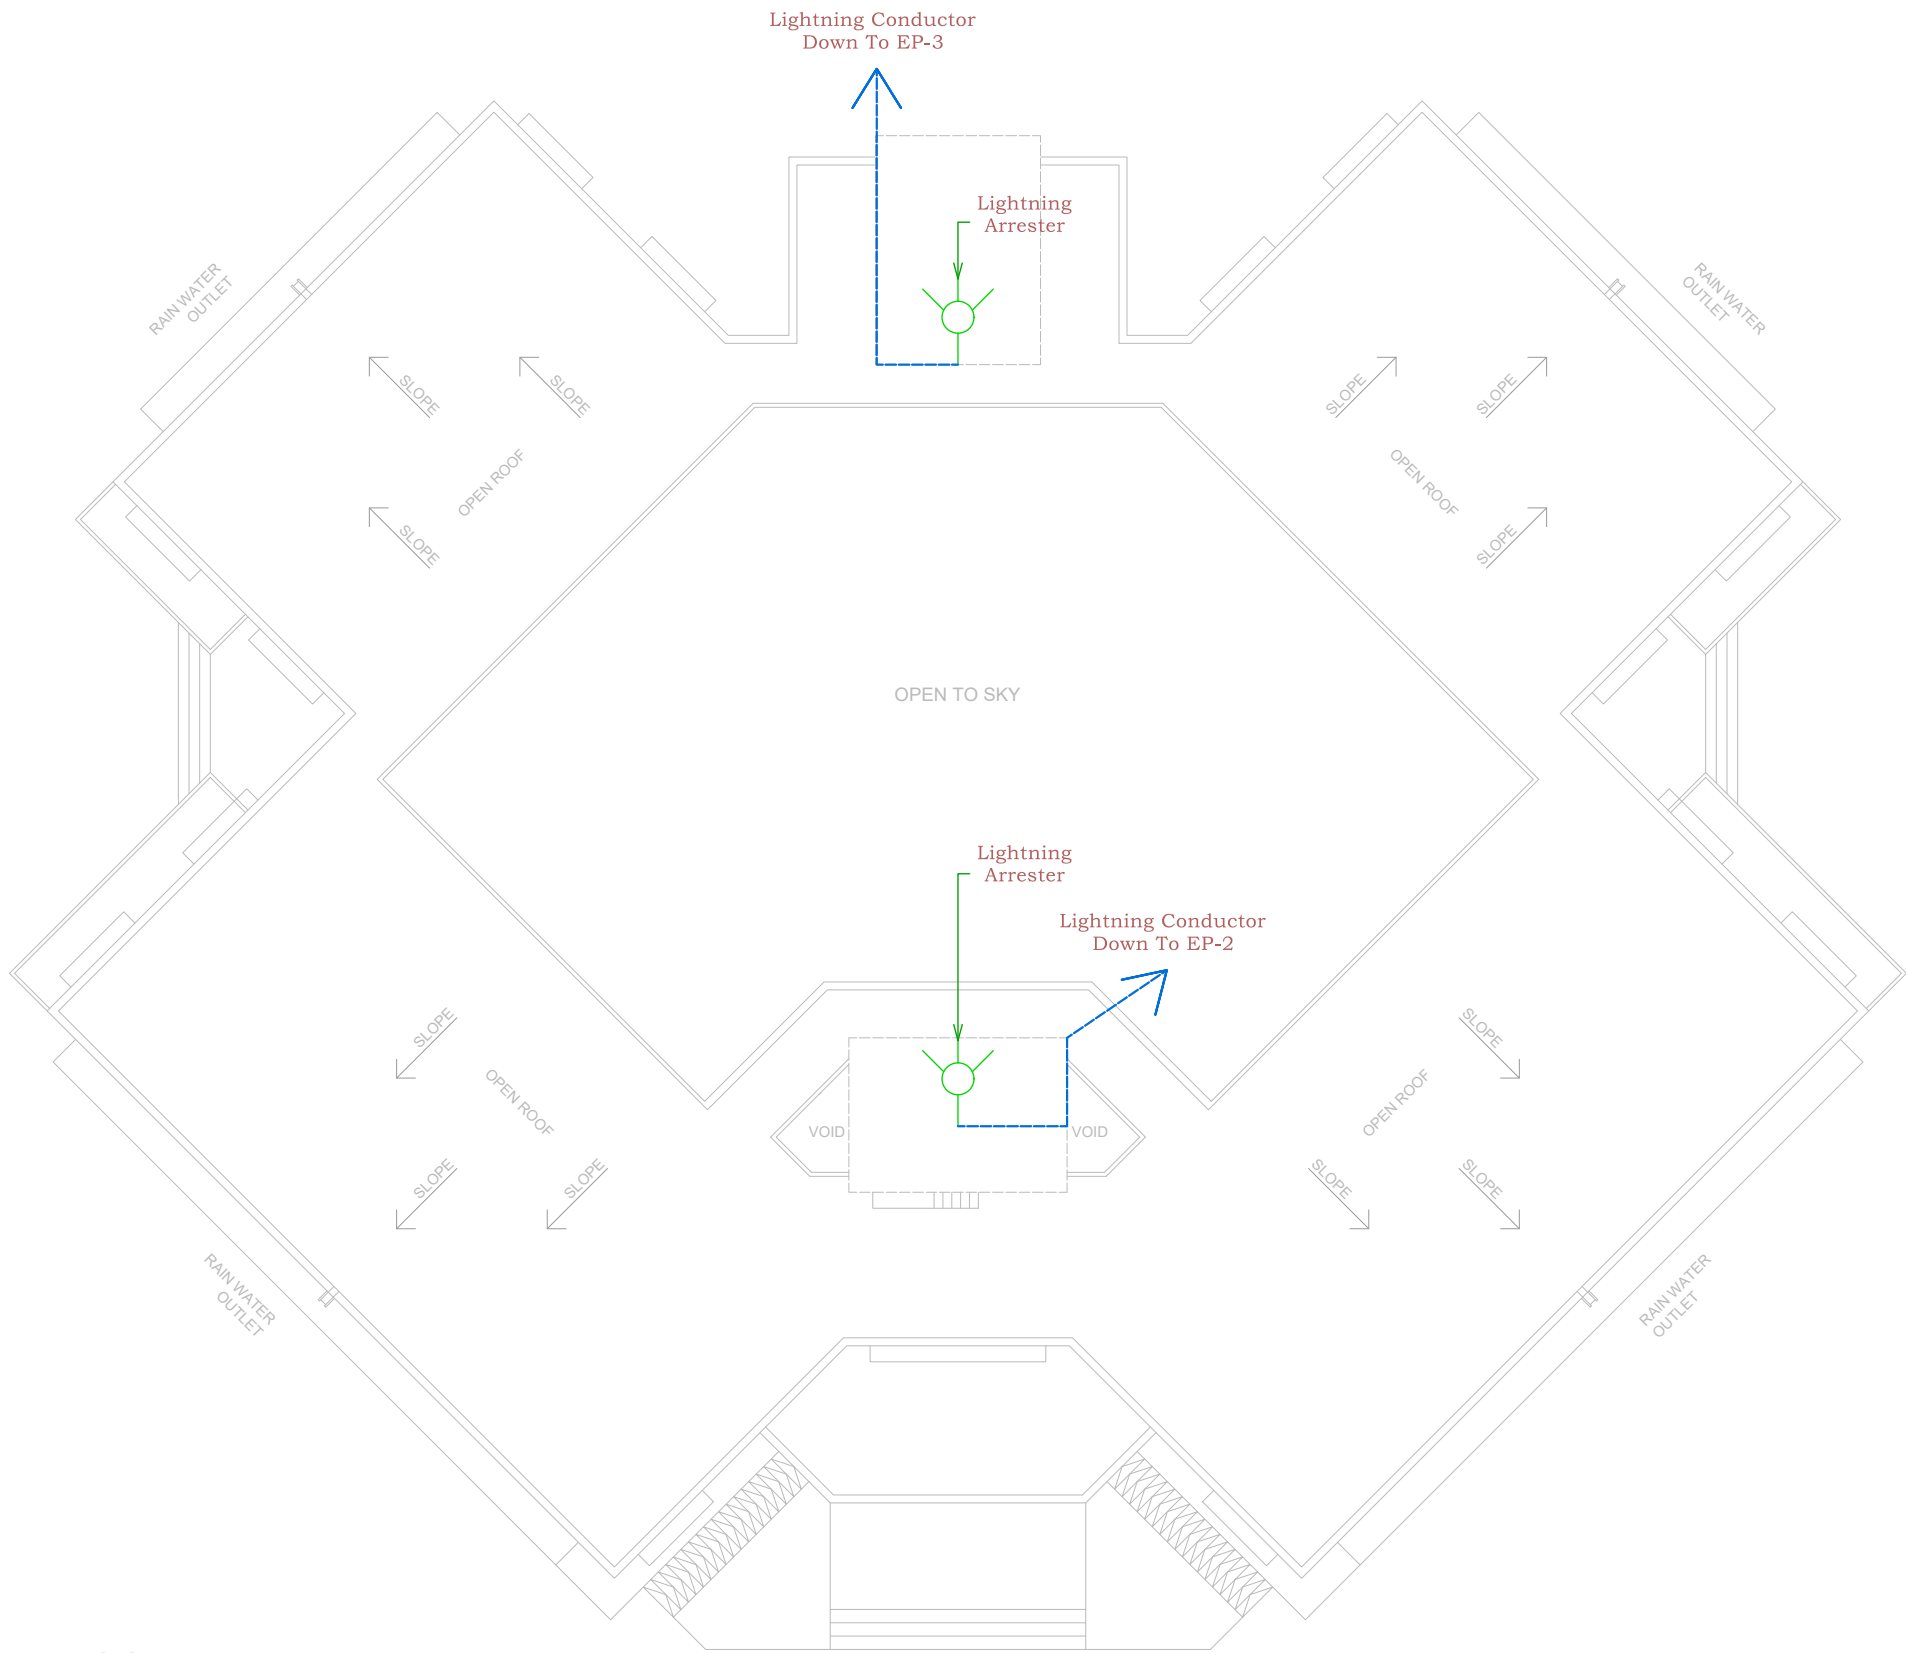 Lightning Conductor
Down To EP-3
Lightning
Arrester
RAIN WATER
OUTLET
RAIN WATER
OUTLET
SLOPE
SLOPE
SLOPE
SLOPE
OPEN ROOF
OPEN ROOF
SLOPE
SLOPE
OPEN TO SKY
Lightning
Arrester
Lightning Conductor
Down To EP-2
SLOPE
SLOPE
OPEN ROOF
OPEN ROOF
VOID
VOID
SLOPE
SLOPE
SLOPE
SLOPE
RAIN WATER
OUTLET
RAIN WATER
OUTLET